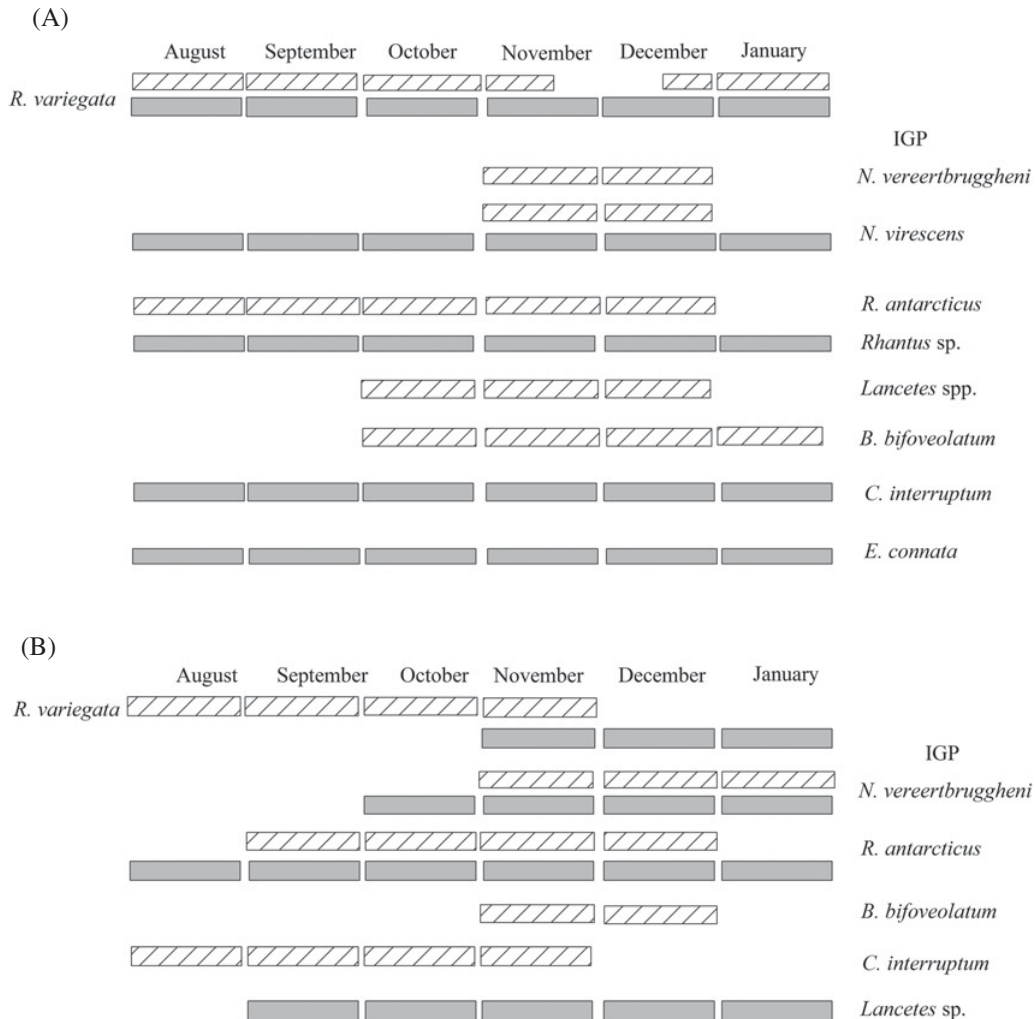 (A)
August September October November December January
R. variegata
IGP
N. vereertbruggheni
N. virescens
R. antarcticus
Rhantus sp.
Lancetes spp.
B. bifoveolatum
C. interruptum
E. connata
(B)
August September October November December January
R. variegata
IGP
N. vereertbruggheni
R. antarcticus
B. bifoveolatum
C. interruptum
Lancetes sp.